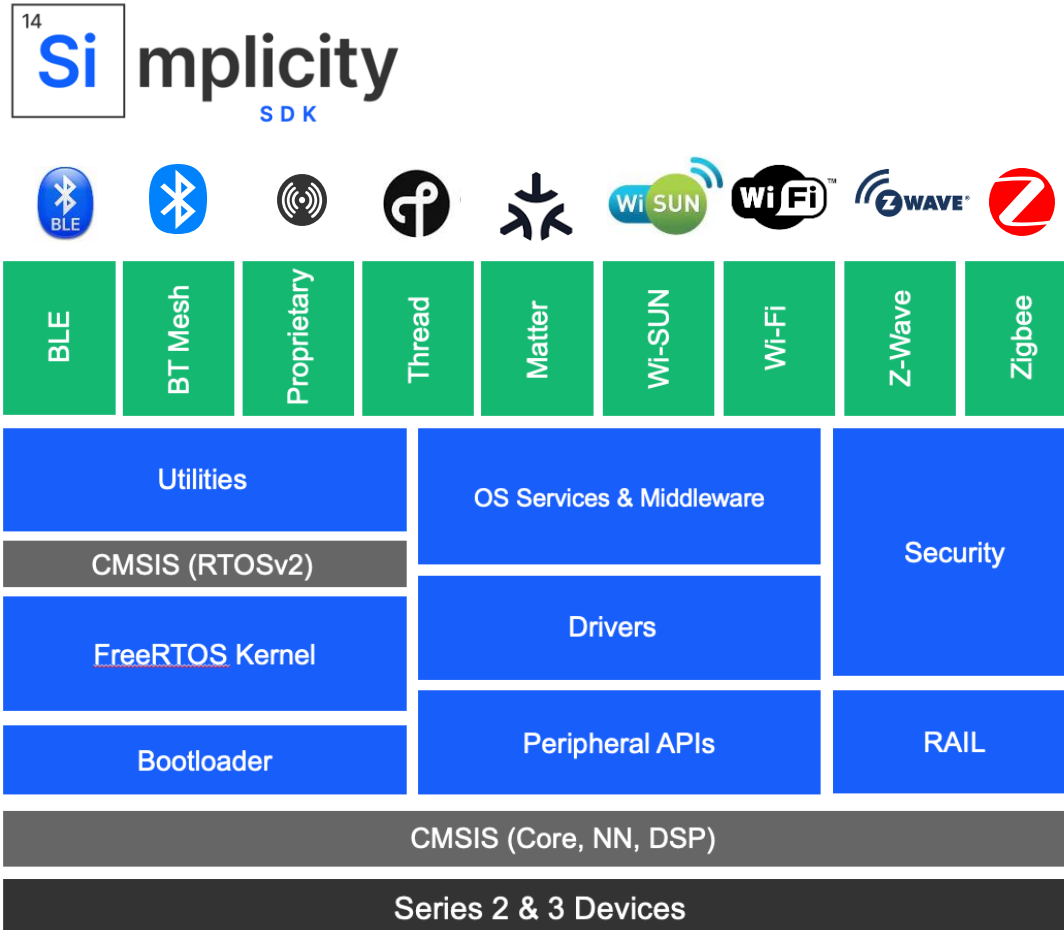 14
Si mplicity
SDK
BLE
Wi SUN
Wi Fi ™
Z WAVE®
BLE
BT Mesh
Proprietary
Thread
Matter
Wi-SUN
Wi-Fi
Z-Wave
Zigbee
Utilities
OS Services & Middleware
Security
CMSIS (RTOSv2)
Drivers
FreeRTOS Kernel
Peripheral APIs
RAIL
Bootloader
CMSIS (Core, NN, DSP)
Series 2 & 3 Devices